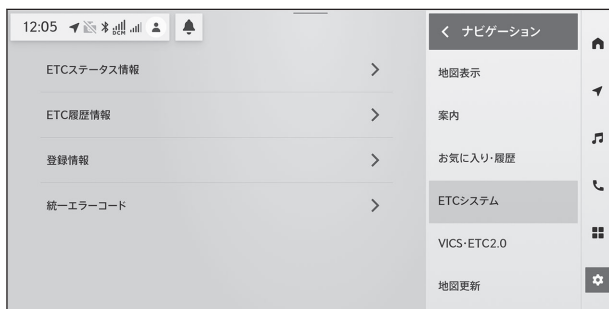 12:05
DCM
ETCステータス情報
ETC履歴情報
登録情報
統一エラーコード
ナビゲーション
地図表示
案内
お気に入り・履歴
ETCシステム
VICS・ETC2.0
地図更新